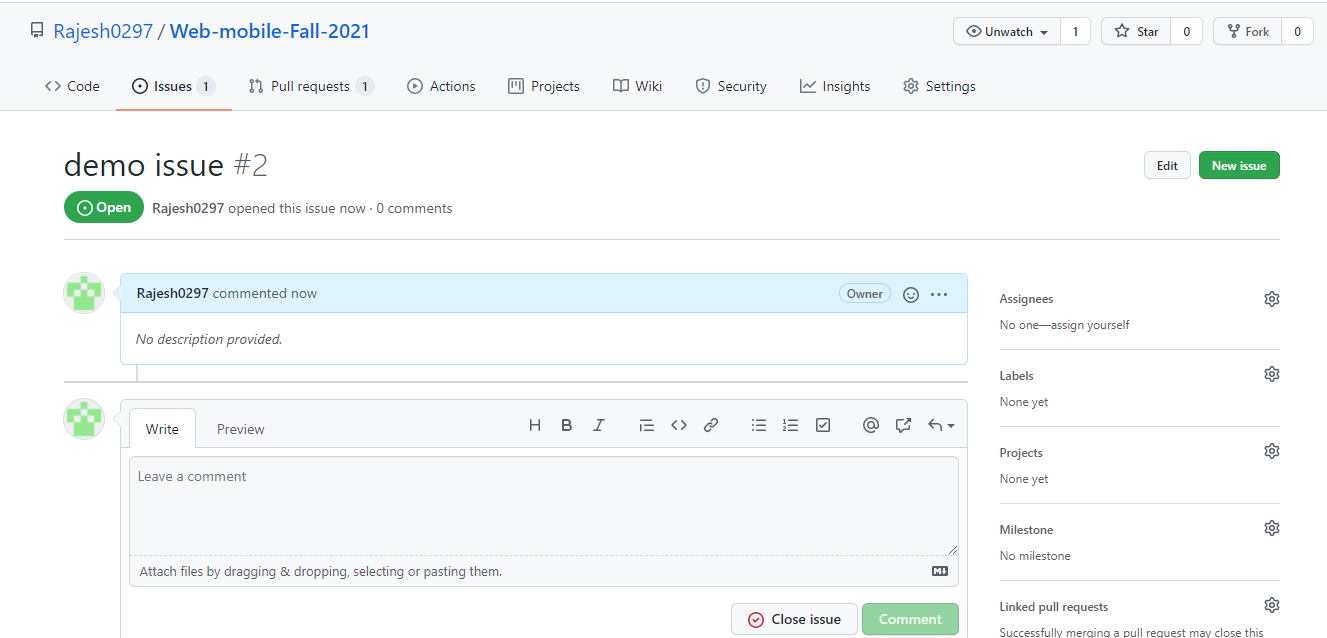 Rajesh0297 / Web-mobile-Fall-2021
Unwatch 1 Star 0 Fork 0
Code Issues 1 Pull requests 1 Actions Projects Wiki Security Insights Settings
demo issue #2
Edit New issue
Open Rajesh0297 opened this issue now · 0 comments
Rajesh0297 commented now Owner
No description provided.
Write Preview
Leave a comment
Attach files by dragging & dropping, selecting or pasting them.
Close issue Comment
Assignees
No one—assign yourself
Labels
None yet
Projects
None yet
Milestone
No milestone
Linked pull requests
Successfully merging a pull request may close this